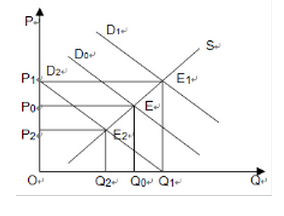 P
D₁
S
D₀
P₁ D₂ E₁
P₀ E
P₂ E₂
O Q₂ Q₀ Q₁ Q